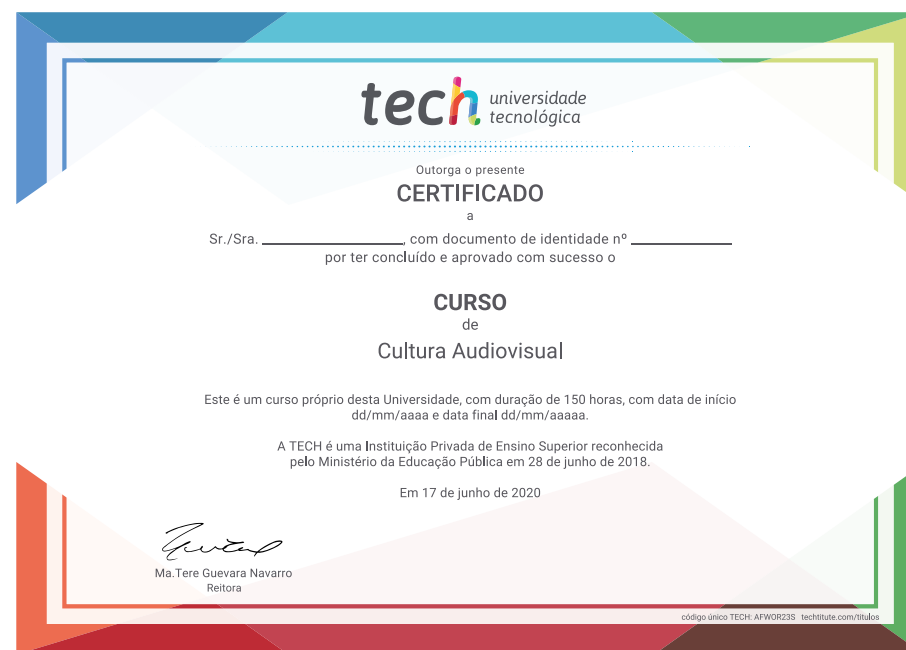 tech universidade
tecnológica
Outorga o presente
CERTIFICADO
a
Sr./Sra. ________________, com documento de identidade nº ____________
por ter concluído e aprovado com sucesso o
CURSO
de
Cultura Audiovisual
Este é um curso próprio desta Universidade, com duração de 150 horas, com data de início
dd/mm/aaaa e data final dd/mm/aaaaa.
A TECH é uma Instituição Privada de Ensino Superior reconhecida
pelo Ministério da Educação Pública em 28 de junho de 2018.
Em 17 de junho de 2020
Ma.Tere Guevara Navarro
Reitora
código único TECH: AFWOR23S techtitute.com/titulos